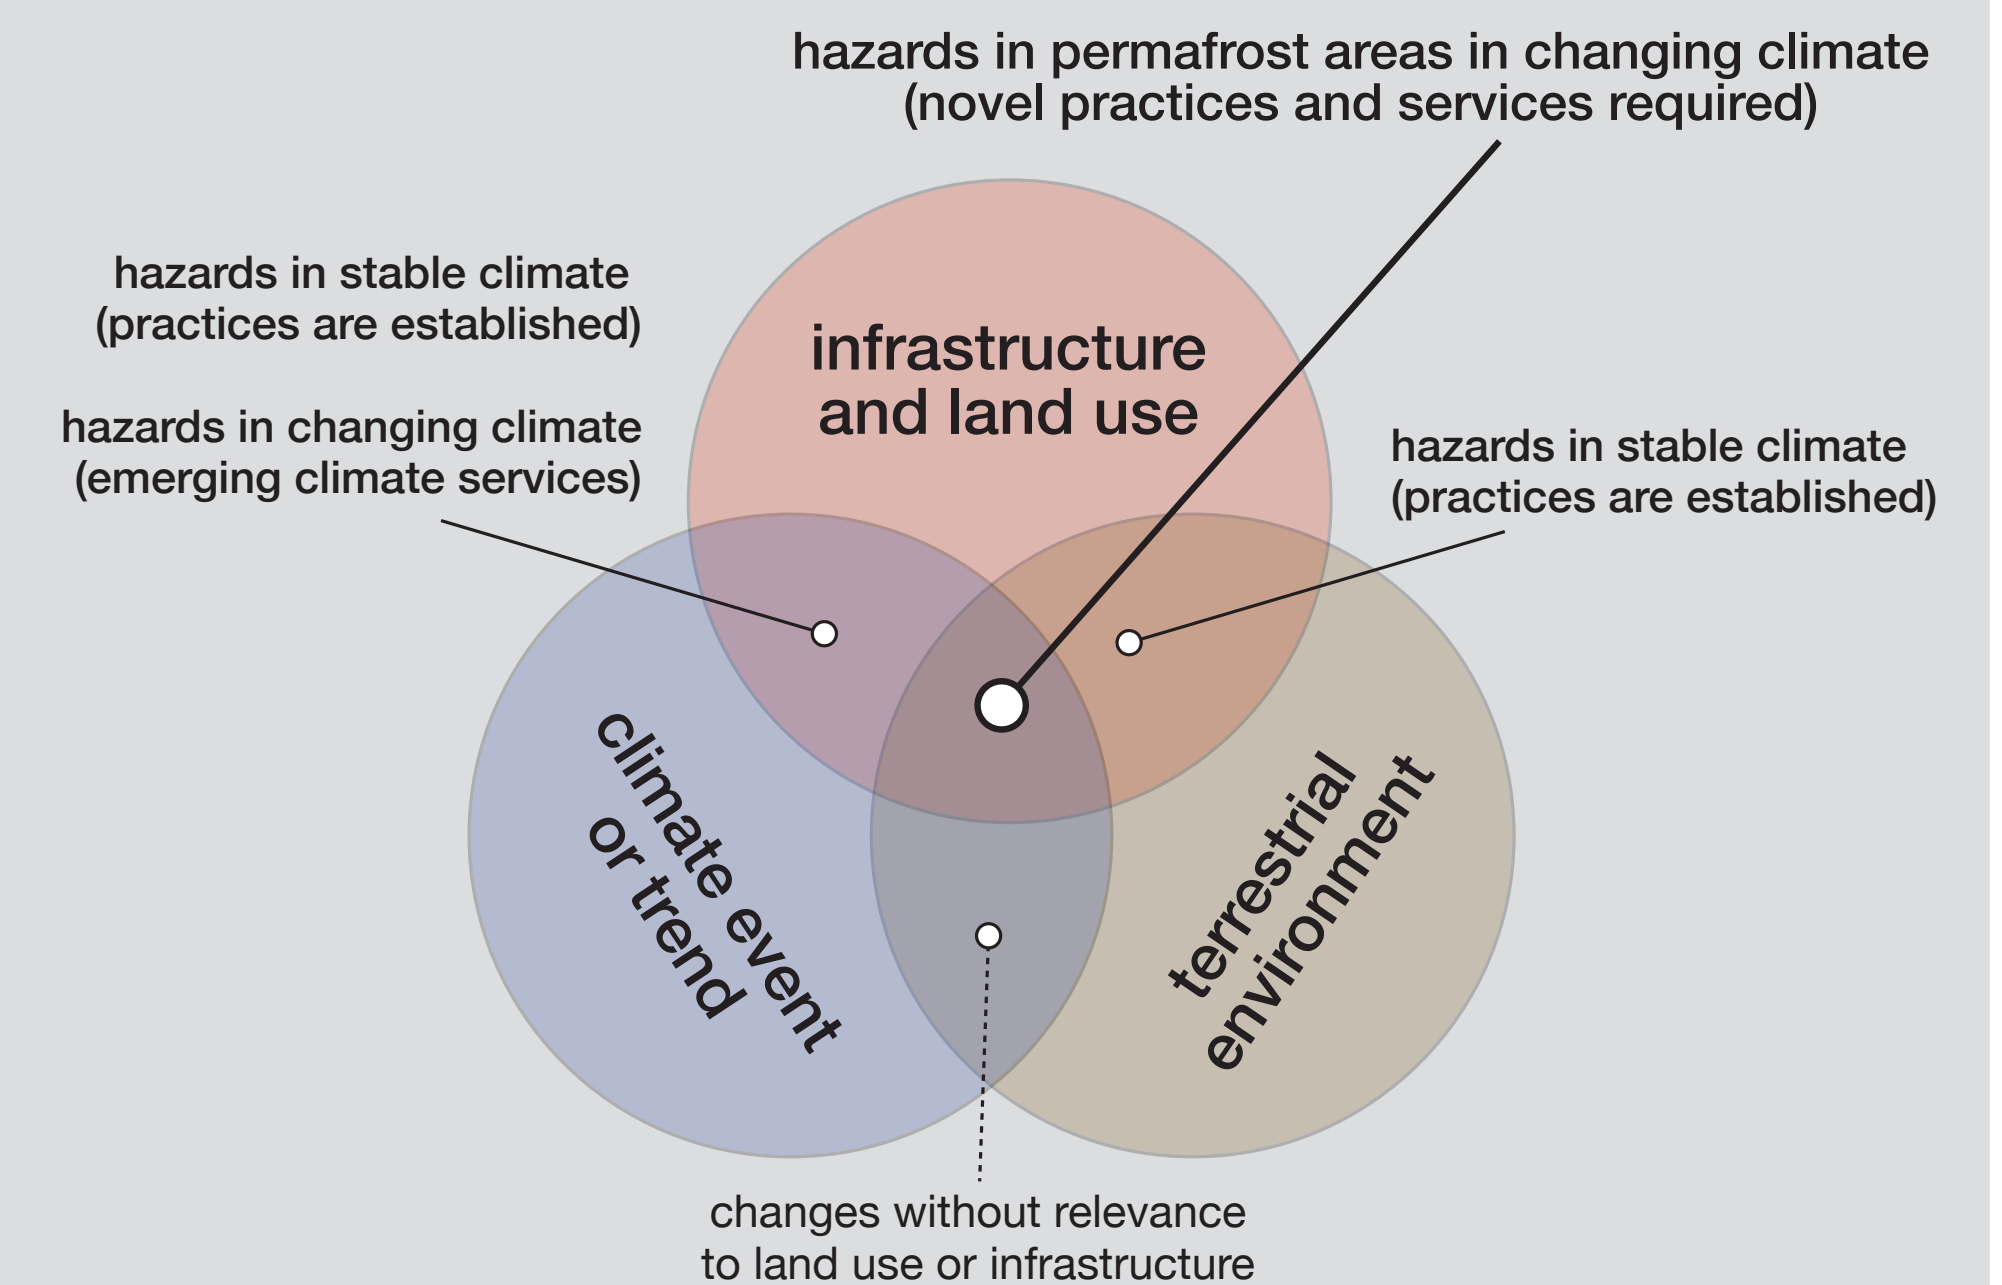 hazards in permafrost areas in changing climate
(novel practices and services required)
hazards in stable climate
(practices are established)
hazards in changing climate
(emerging climate services)
infrastructure
and land use
hazards in stable climate
(practices are established)
climate event
or trend
terrestrial
environment
changes without relevance
to land use or infrastructure